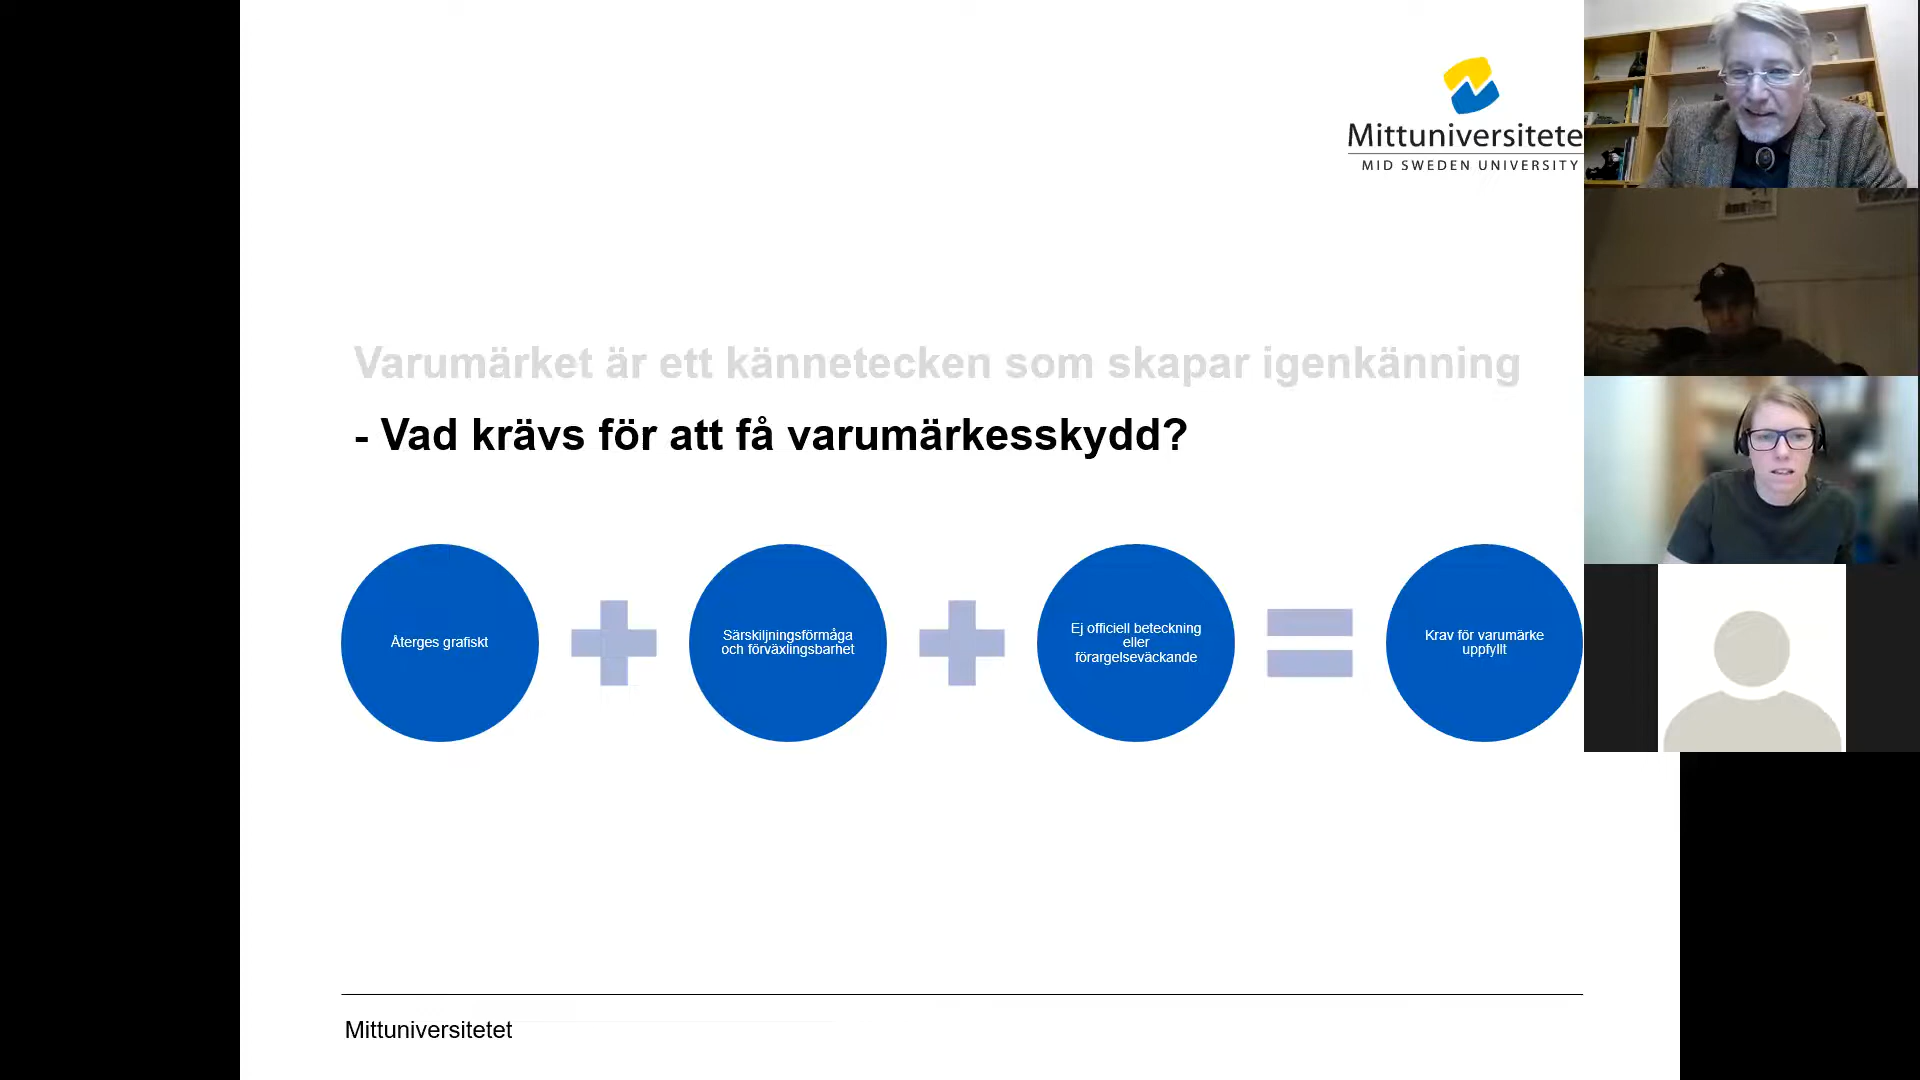 Mittuniversitete
MID SWEDEN UNIVERSITY
Varumärket är ett kännetecken som skapar igenkänning
- Vad krävs för att få varumärkesskydd?
Återges grafiskt
Särskiljningsförmåga
och förväxlingsbarhet
Ej officiell beteckning
eller
förargelseväckande
Krav för varumärke
uppfyllt
Mittuniversitetet